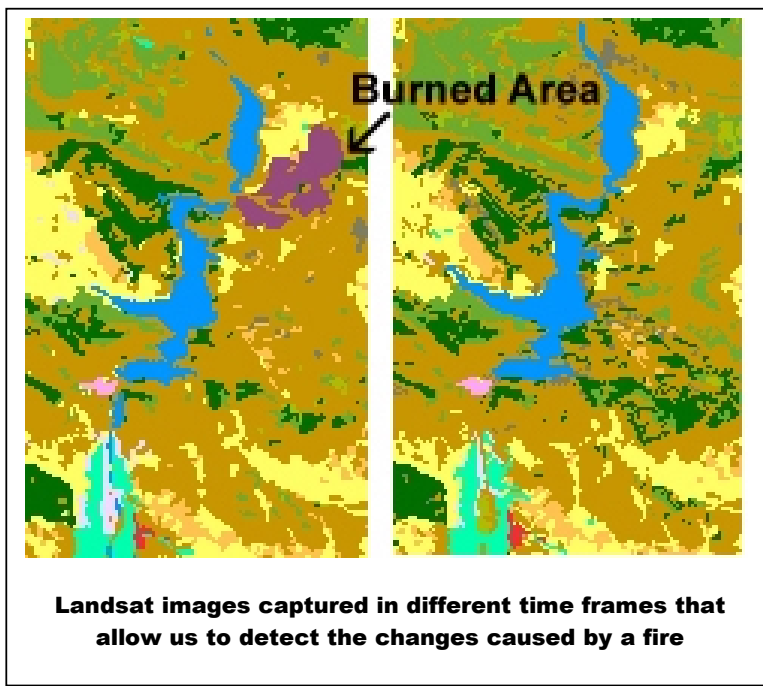 Burned Area
Landsat images captured in different time frames that
allow us to detect the changes caused by a fire